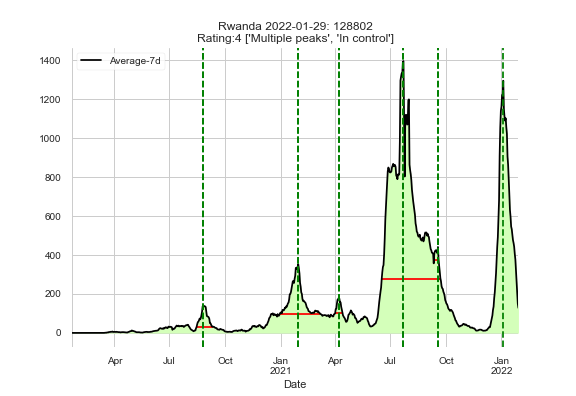 Rwanda 2022-01-29: 128802
Rating:4 ['Multiple peaks', 'In control']
Average-7d
1400
1200
1000
800
600
400
200
0
Apr Jul Oct Jan Apr Jul Oct Jan
2021 2022
Date